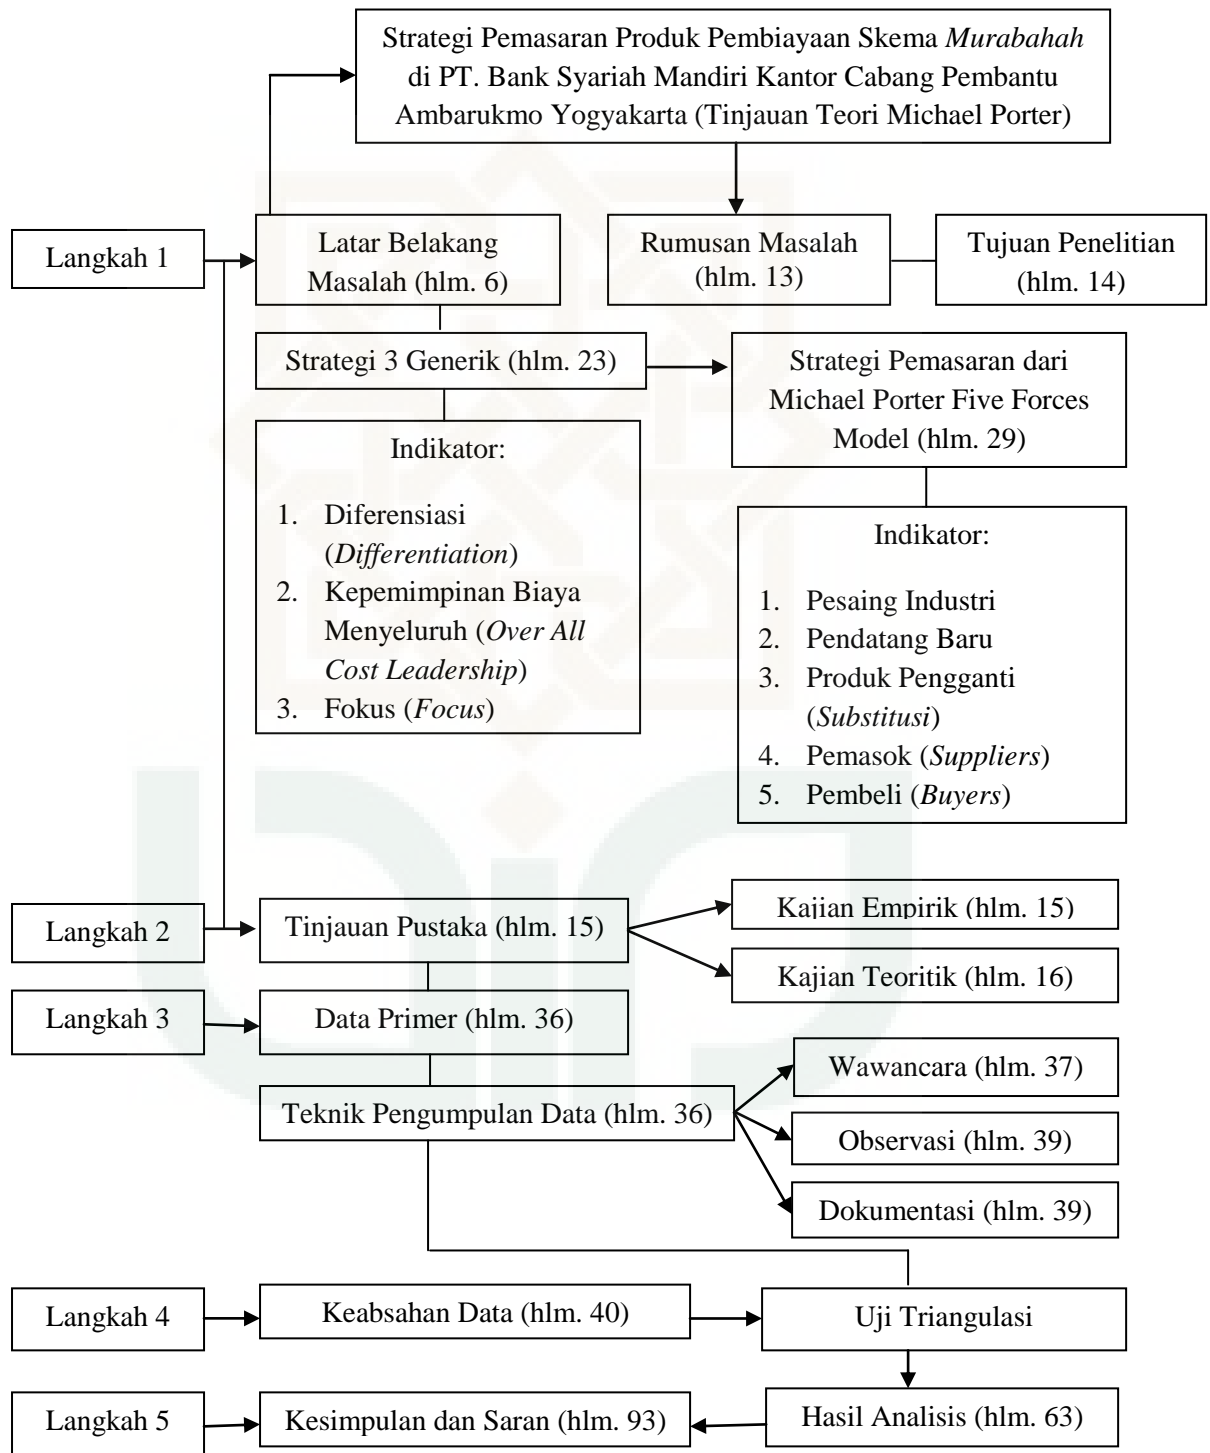 Strategi Pemasaran Produk Pembiayaan Skema Murabahah
di PT. Bank Syariah Mandiri Kantor Cabang Pembantu
Ambarukmo Yogyakarta (Tinjauan Teori Michael Porter)
Langkah 1
Latar Belakang
Masalah (hlm. 6)
Rumusan Masalah
(hlm. 13)
Tujuan Penelitian
(hlm. 14)
Strategi 3 Generik (hlm. 23)
Strategi Pemasaran dari
Michael Porter Five Forces
Model (hlm. 29)
Indikator:
1. Diferensiasi
(Differentiation)
2. Kepemimpinan Biaya
Menyeluruh (Over All
Cost Leadership)
3. Fokus (Focus)
Indikator:
1. Pesaing Industri
2. Pendatang Baru
3. Produk Pengganti
(Substitusi)
4. Pemasok (Suppliers)
5. Pembeli (Buyers)
Langkah 2
Tinjauan Pustaka (hlm. 15)
Kajian Empirik (hlm. 15)
Kajian Teoritik (hlm. 16)
Langkah 3
Data Primer (hlm. 36)
Teknik Pengumpulan Data (hlm. 36)
Wawancara (hlm. 37)
Observasi (hlm. 39)
Dokumentasi (hlm. 39)
Langkah 4
Keabsahan Data (hlm. 40)
Uji Triangulasi
Langkah 5
Kesimpulan dan Saran (hlm. 93)
Hasil Analisis (hlm. 63)